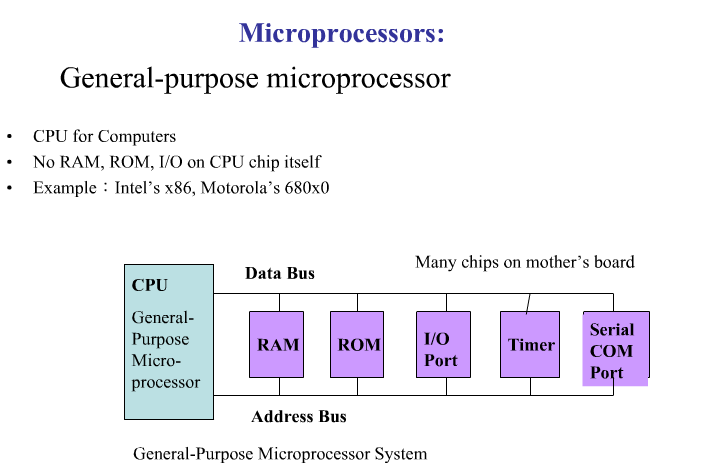 Microprocessors:
General-purpose microprocessor
• CPU for Computers
• No RAM, ROM, I/O on CPU chip itself
• Example：Intel’s x86, Motorola’s 680x0
Many chips on mother’s board
Data Bus
CPU
General-
Purpose
Micro-
processor
RAM
ROM
I/O
Port
Timer
Serial
COM
Port
Address Bus
General-Purpose Microprocessor System